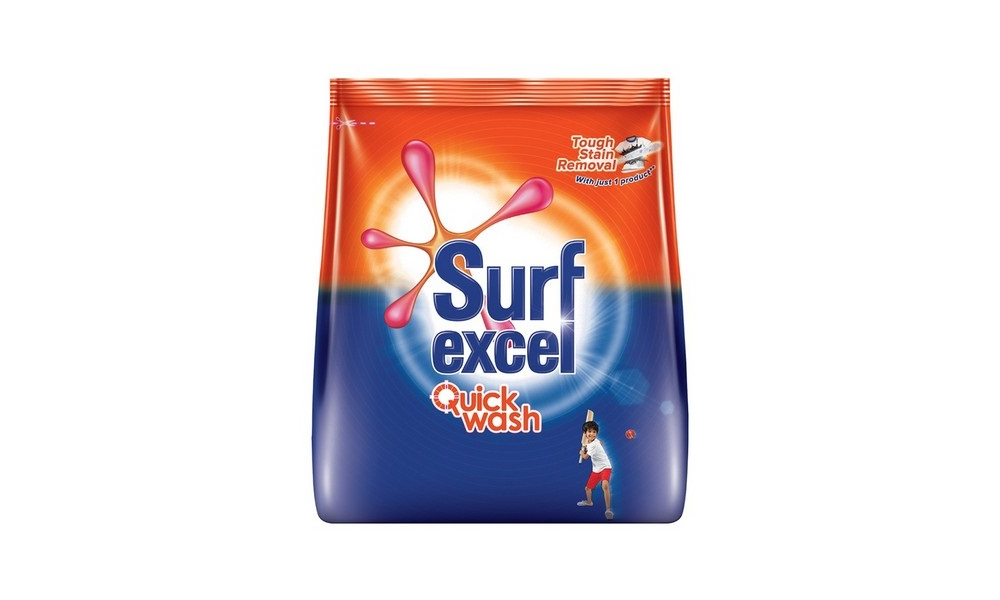 Tough
Stain
Removal
With just 1 product**
Surf
excel
Quick
wash